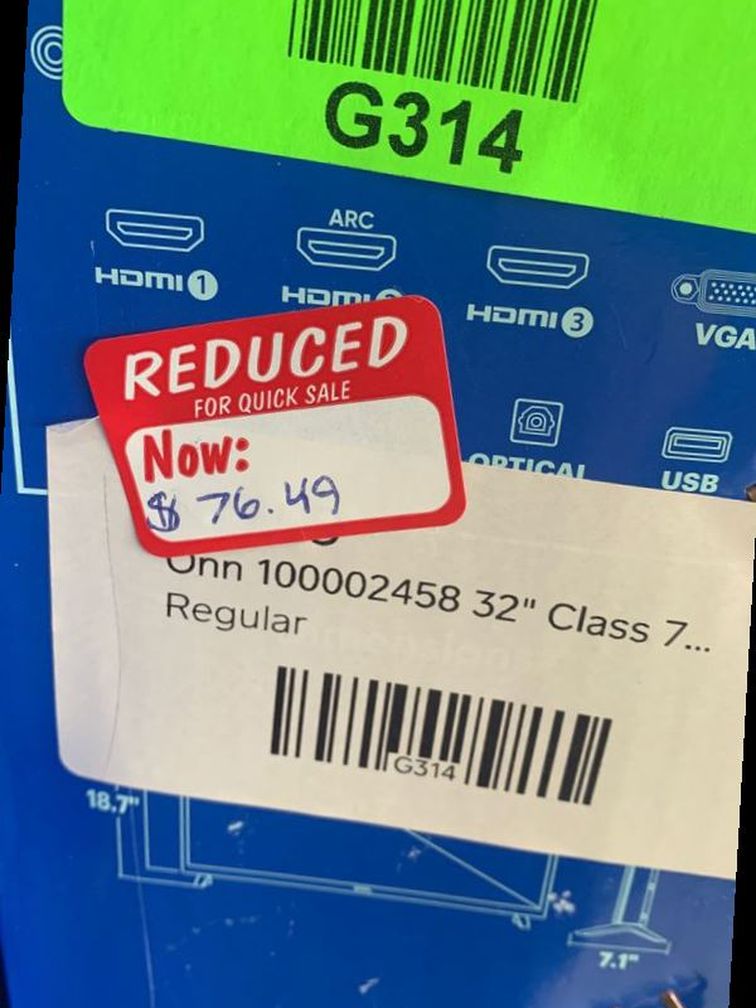 G314
ARC
HDMI 1
HDMI
HDMI 3
VGA
REDUCED
FOR QUICK SALE
Now:
$ 76.49
OPTICAL
USB
Onn 100002458 32" Class 7...
Regular
G314
18.7"
7.1"